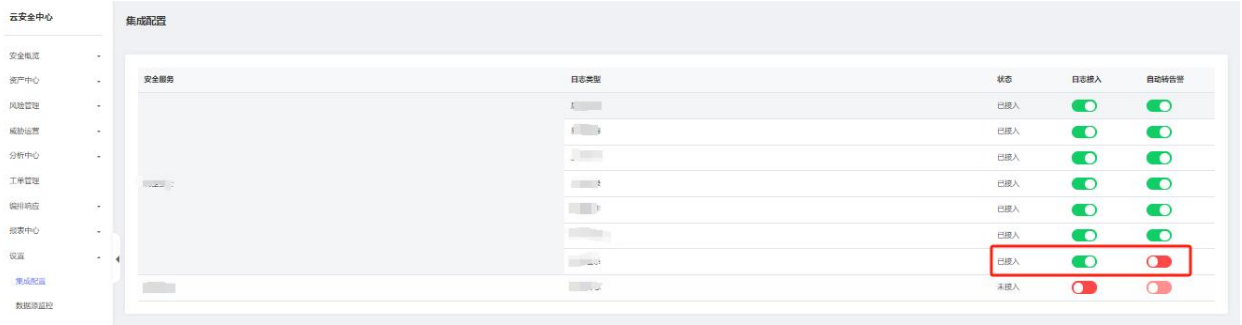 云安全中心
集成配置
安全概览
资产中心
风险管理
威胁运营
分析中心
工单管理
编排响应
报表中心
设置
集成配置
数据源监控
安全服务 日志类型 状态 日志接入 自动转告警
已接入
已接入
已接入
已接入
已接入
已接入
已接入
未接入